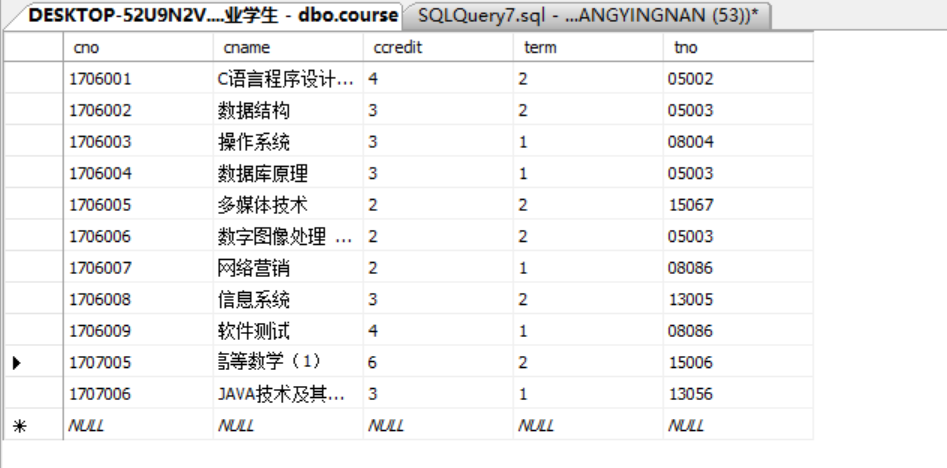 DESKTOP-52U9N2V....业学生 - dbo.course SQLQuery7.sql - ...ANGYINGNAN (53))*
cno cname ccredit term tno
1706001 C语言程序设计... 4 2 05002
1706002 数据结构 3 2 05003
1706003 操作系统 3 1 08004
1706004 数据库原理 3 1 05003
1706005 多媒体技术 2 2 15067
1706006 数字图像处理 ... 2 2 05003
1706007 网络营销 2 1 08086
1706008 信息系统 3 2 13005
1706009 软件测试 4 1 08086
1707005 高等数学（1） 6 2 15006
1707006 JAVA技术及其... 3 1 13056
NULL NULL NULL NULL NULL